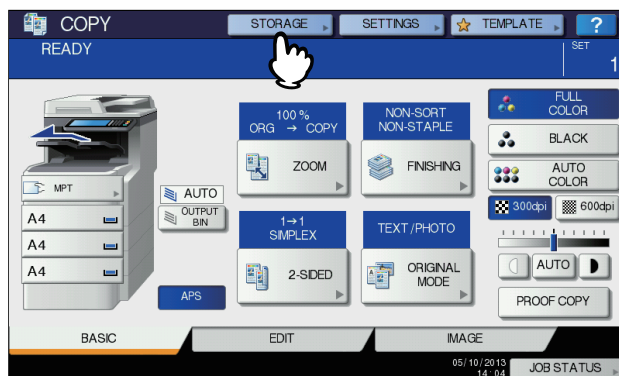 COPY
STORAGE
SETTINGS
TEMPLATE
?
READY
SET
1
100 %
ORG → COPY
ZOOM
NON-SORT
NON-STAPLE
FINISHING
FULL
COLOR
BLACK
AUTO
COLOR
300dpi
600dpi
MPT
A4
A4
A4
AUTO
OUTPUT
BIN
APS
1→1
SIMPLEX
2-SIDED
TEXT/PHOTO
ORIGINAL
MODE
AUTO
PROOF COPY
BASIC
EDIT
IMAGE
05/10/2013
14:04
JOB STATUS